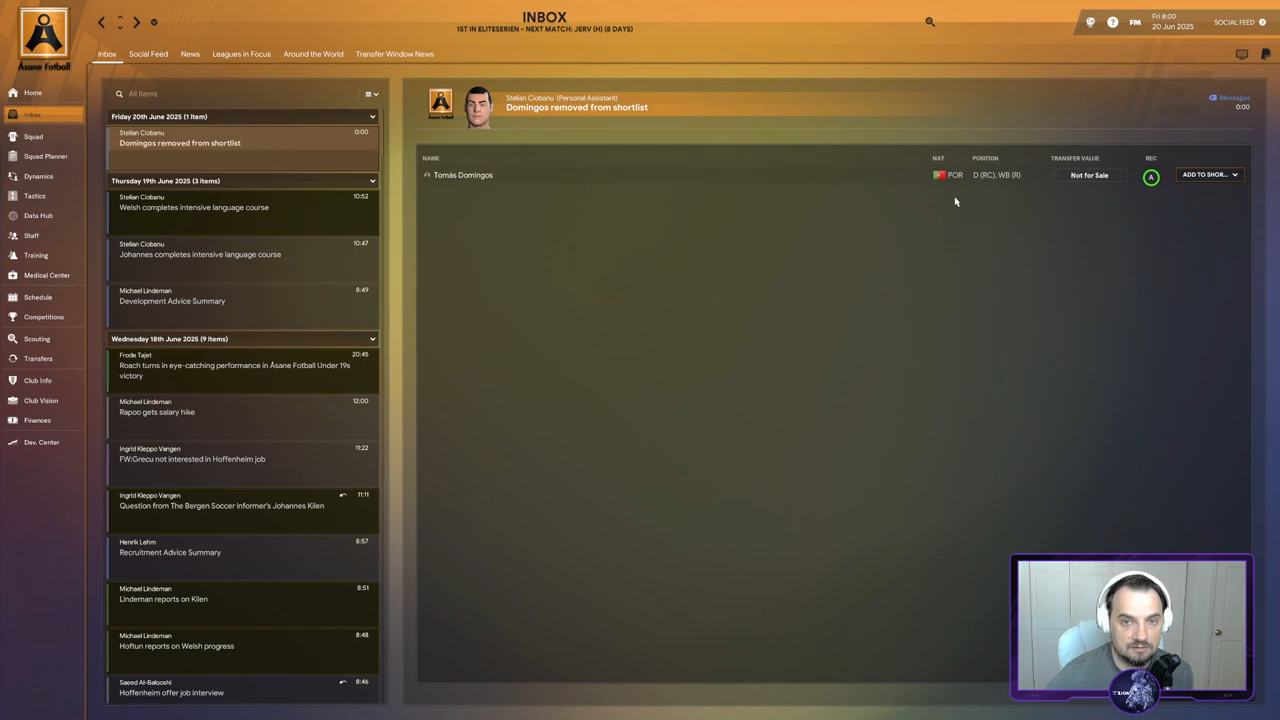 INBOX
1ST IN ELITESERIEN - NEXT MATCH: JERV (H) (8 DAYS)
FM
Fri 8:00
20 Jun 2025
SOCIAL FEED
Åsane Fotball
Inbox
Social Feed
News
Leagues in Focus
Around the World
Transfer Window News
Home
Inbox
Squad
Squad Planner
Dynamics
Tactics
Data Hub
Staff
Training
Medical Center
Schedule
Competitions
Scouting
Transfers
Club Info
Club Vision
Finances
Dev. Center
All Items
Friday 20th June 2025 (1 item)
Stelian Ciobanu 0:00
Domingos removed from shortlist
Thursday 19th June 2025 (3 items)
Stelian Ciobanu 10:52
Welsh completes intensive language course
Stelian Ciobanu 10:47
Johannes completes intensive language course
Michael Lindeman 8:49
Development Advice Summary
Wednesday 18th June 2025 (9 items)
Frode Tajet 20:45
Roach turns in eye-catching performance in Åsane Fotball Under 19s
victory
Michael Lindeman 12:00
Rapoo gets salary hike
Ingrid Kleppo Vangen 11:22
FW:Grecu not interested in Hoffenheim job
Ingrid Kleppo Vangen 11:11
Question from The Bergen Soccer Informer's Johannes Kilen
Henrik Lehm 8:57
Recruitment Advice Summary
Michael Lindeman 8:51
Lindeman reports on Kilen
Michael Lindeman 8:48
Hoftun reports on Welsh progress
Saeed Al-Balooshi 8:46
Hoffenheim offer job interview
Åsane Fotball
Stelian Ciobanu (Personal Assistant)
Domingos removed from shortlist
Messages
0:00
NAME NAT POSITION TRANSFER VALUE REC
Tomás Domingos POR D (RC), WB (R) Not for Sale A ADD TO SHOR...